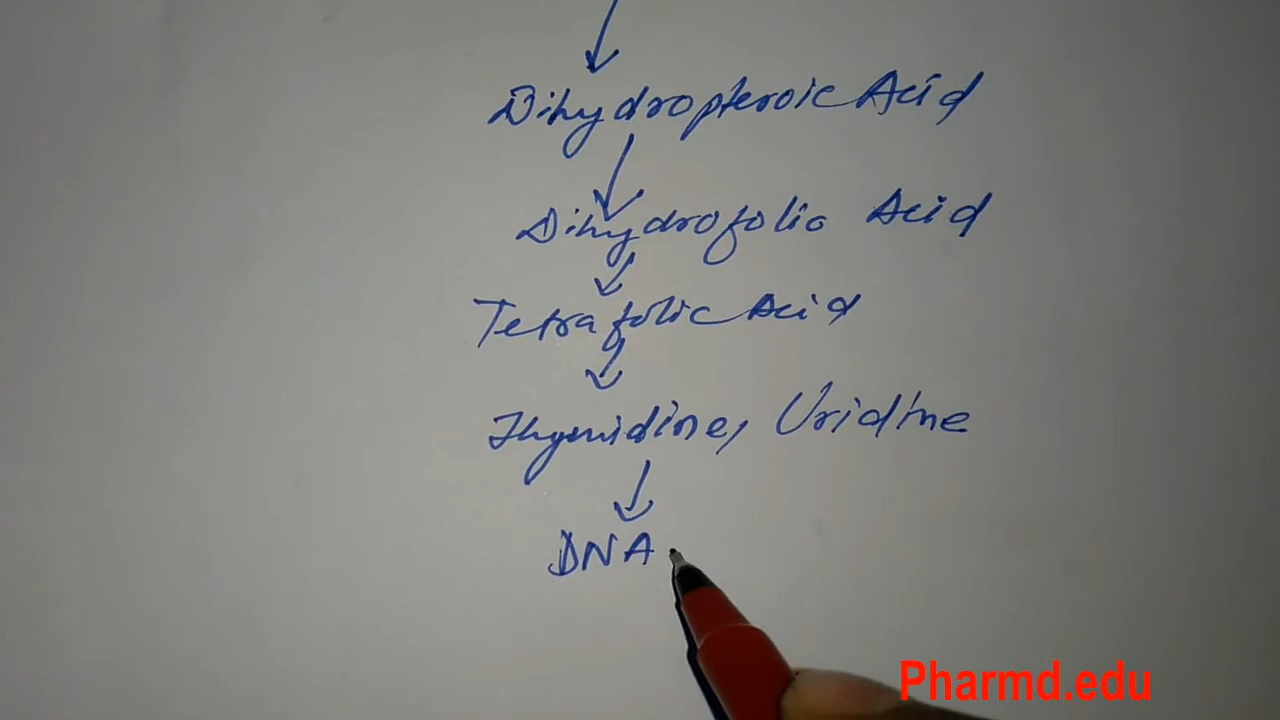 Dihydropteroic Acid
Dihydrofolic Acid
Tetrafolic Acid
Thymidine, Uridine
DNA
Pharmd.edu